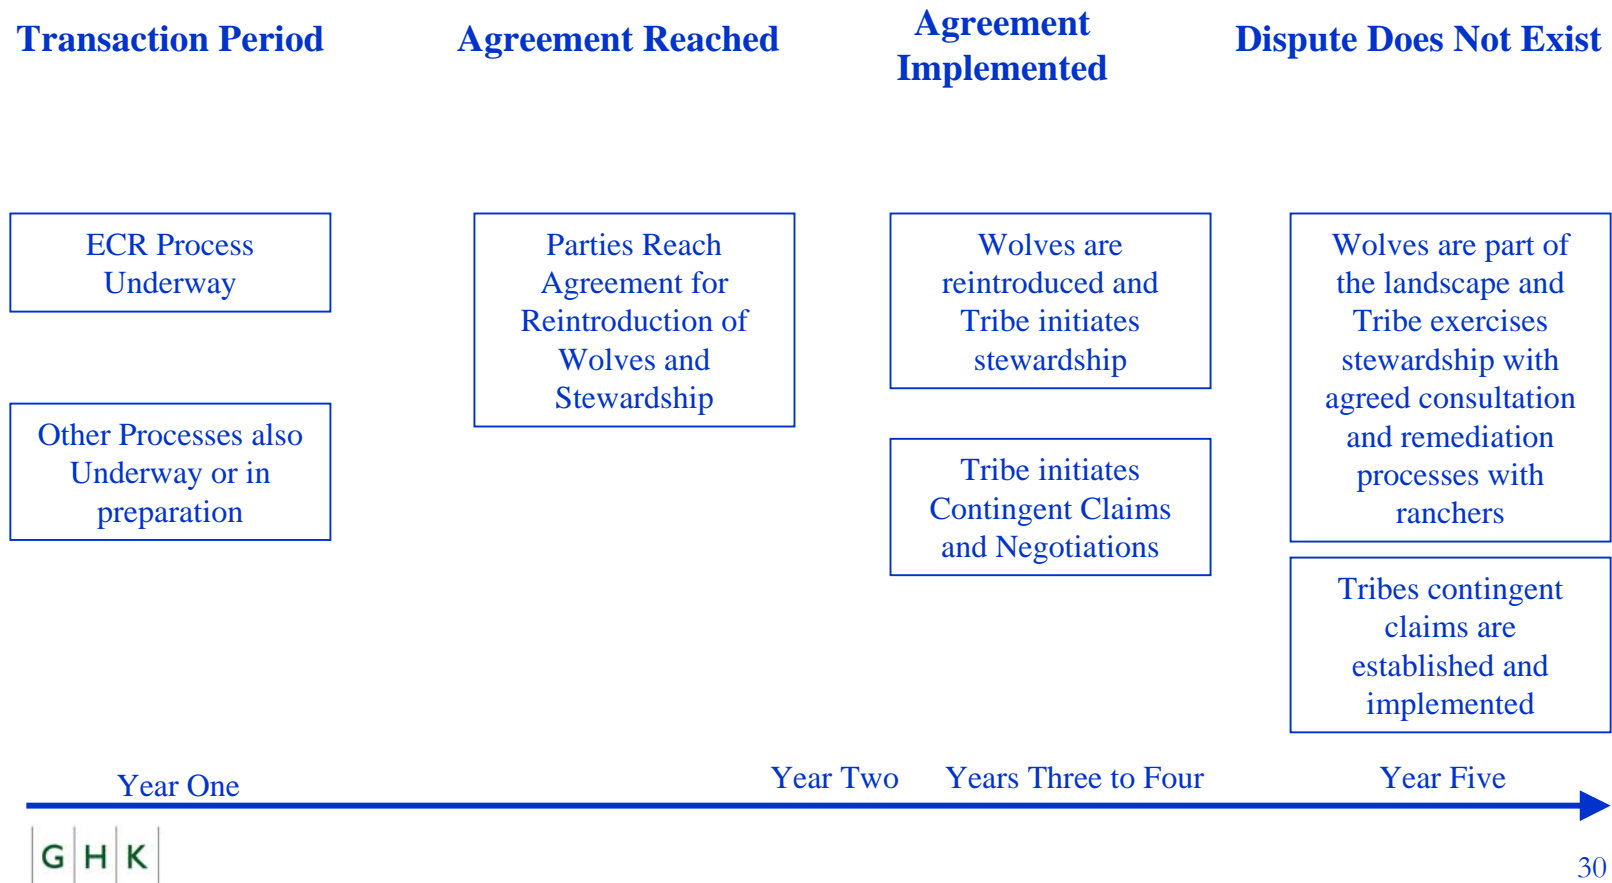 Transaction Period
Agreement Reached
Agreement
Implemented
Dispute Does Not Exist
ECR Process
Underway
Other Processes also
Underway or in
preparation
Parties Reach
Agreement for
Reintroduction of
Wolves and
Stewardship
Wolves are
reintroduced and
Tribe initiates
stewardship
Tribe initiates
Contingent Claims
and Negotiations
Wolves are part of
the landscape and
Tribe exercises
stewardship with
agreed consultation
and remediation
processes with
ranchers
Tribes contingent
claims are
established and
implemented
Year One
Year Two
Years Three to Four
Year Five
G H K
30